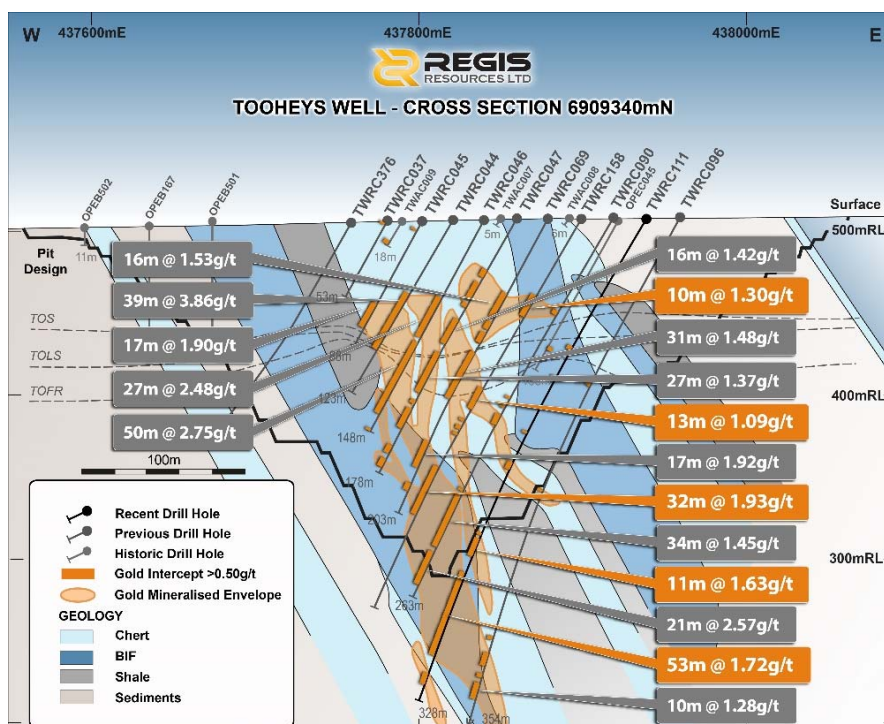 W
437600mE
437800mE
438000mE
E
REGIS
RESOURCES LTD
TOOHEYS WELL - CROSS SECTION 6909340mN
OPEB502
OPEB167
OPEB501
TWRC376
TWRC037
TWAC009
TWRC045
TWRC044
TWRC046
TWAC007
TWRC047
TWRC069
TWAC008
TWRC158
TWRC090
OPEC045
TWRC111
TWRC096
Surface
500mRL
Pit
Design
11m
18m
5m
6m
16m @ 1.53g/t
39m @ 3.86g/t
17m @ 1.90g/t
27m @ 2.48g/t
50m @ 2.75g/t
16m @ 1.42g/t
10m @ 1.30g/t
31m @ 1.48g/t
27m @ 1.37g/t
13m @ 1.09g/t
17m @ 1.92g/t
32m @ 1.93g/t
34m @ 1.45g/t
11m @ 1.63g/t
21m @ 2.57g/t
53m @ 1.72g/t
10m @ 1.28g/t
TOS
TOLS
TOFR
53m
88m
123m
148m
178m
203m
263m
328m
354m
400mRL
300mRL
100m
Recent Drill Hole
Previous Drill Hole
Historic Drill Hole
Gold Intercept >0.50g/t
Gold Mineralised Envelope
GEOLOGY
Chert
BIF
Shale
Sediments